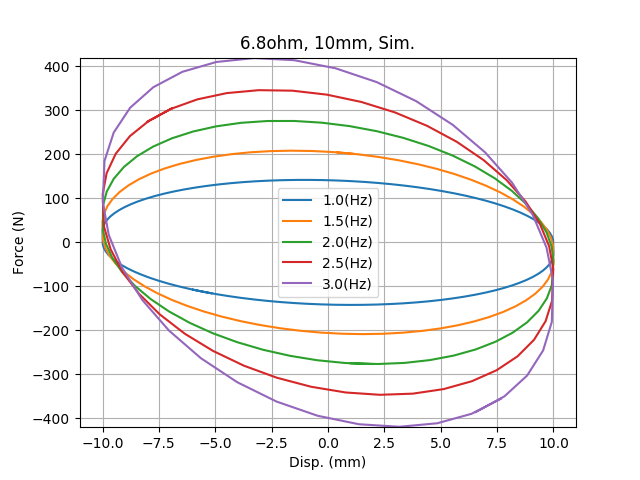 6.8ohm, 10mm, Sim.
Force (N)
400
300
200
100
0
−100
−200
−300
−400
1.0(Hz)
1.5(Hz)
2.0(Hz)
2.5(Hz)
3.0(Hz)
−10.0 −7.5 −5.0 −2.5 0.0 2.5 5.0 7.5 10.0
Disp. (mm)